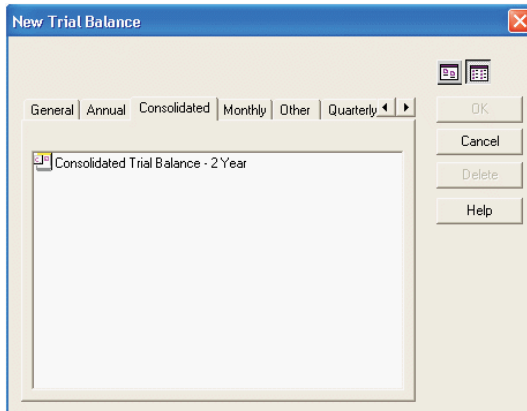 New Trial Balance
General Annual Consolidated Monthly Other Quarterly
OK
Cancel
Consolidated Trial Balance - 2 Year
Delete
Help